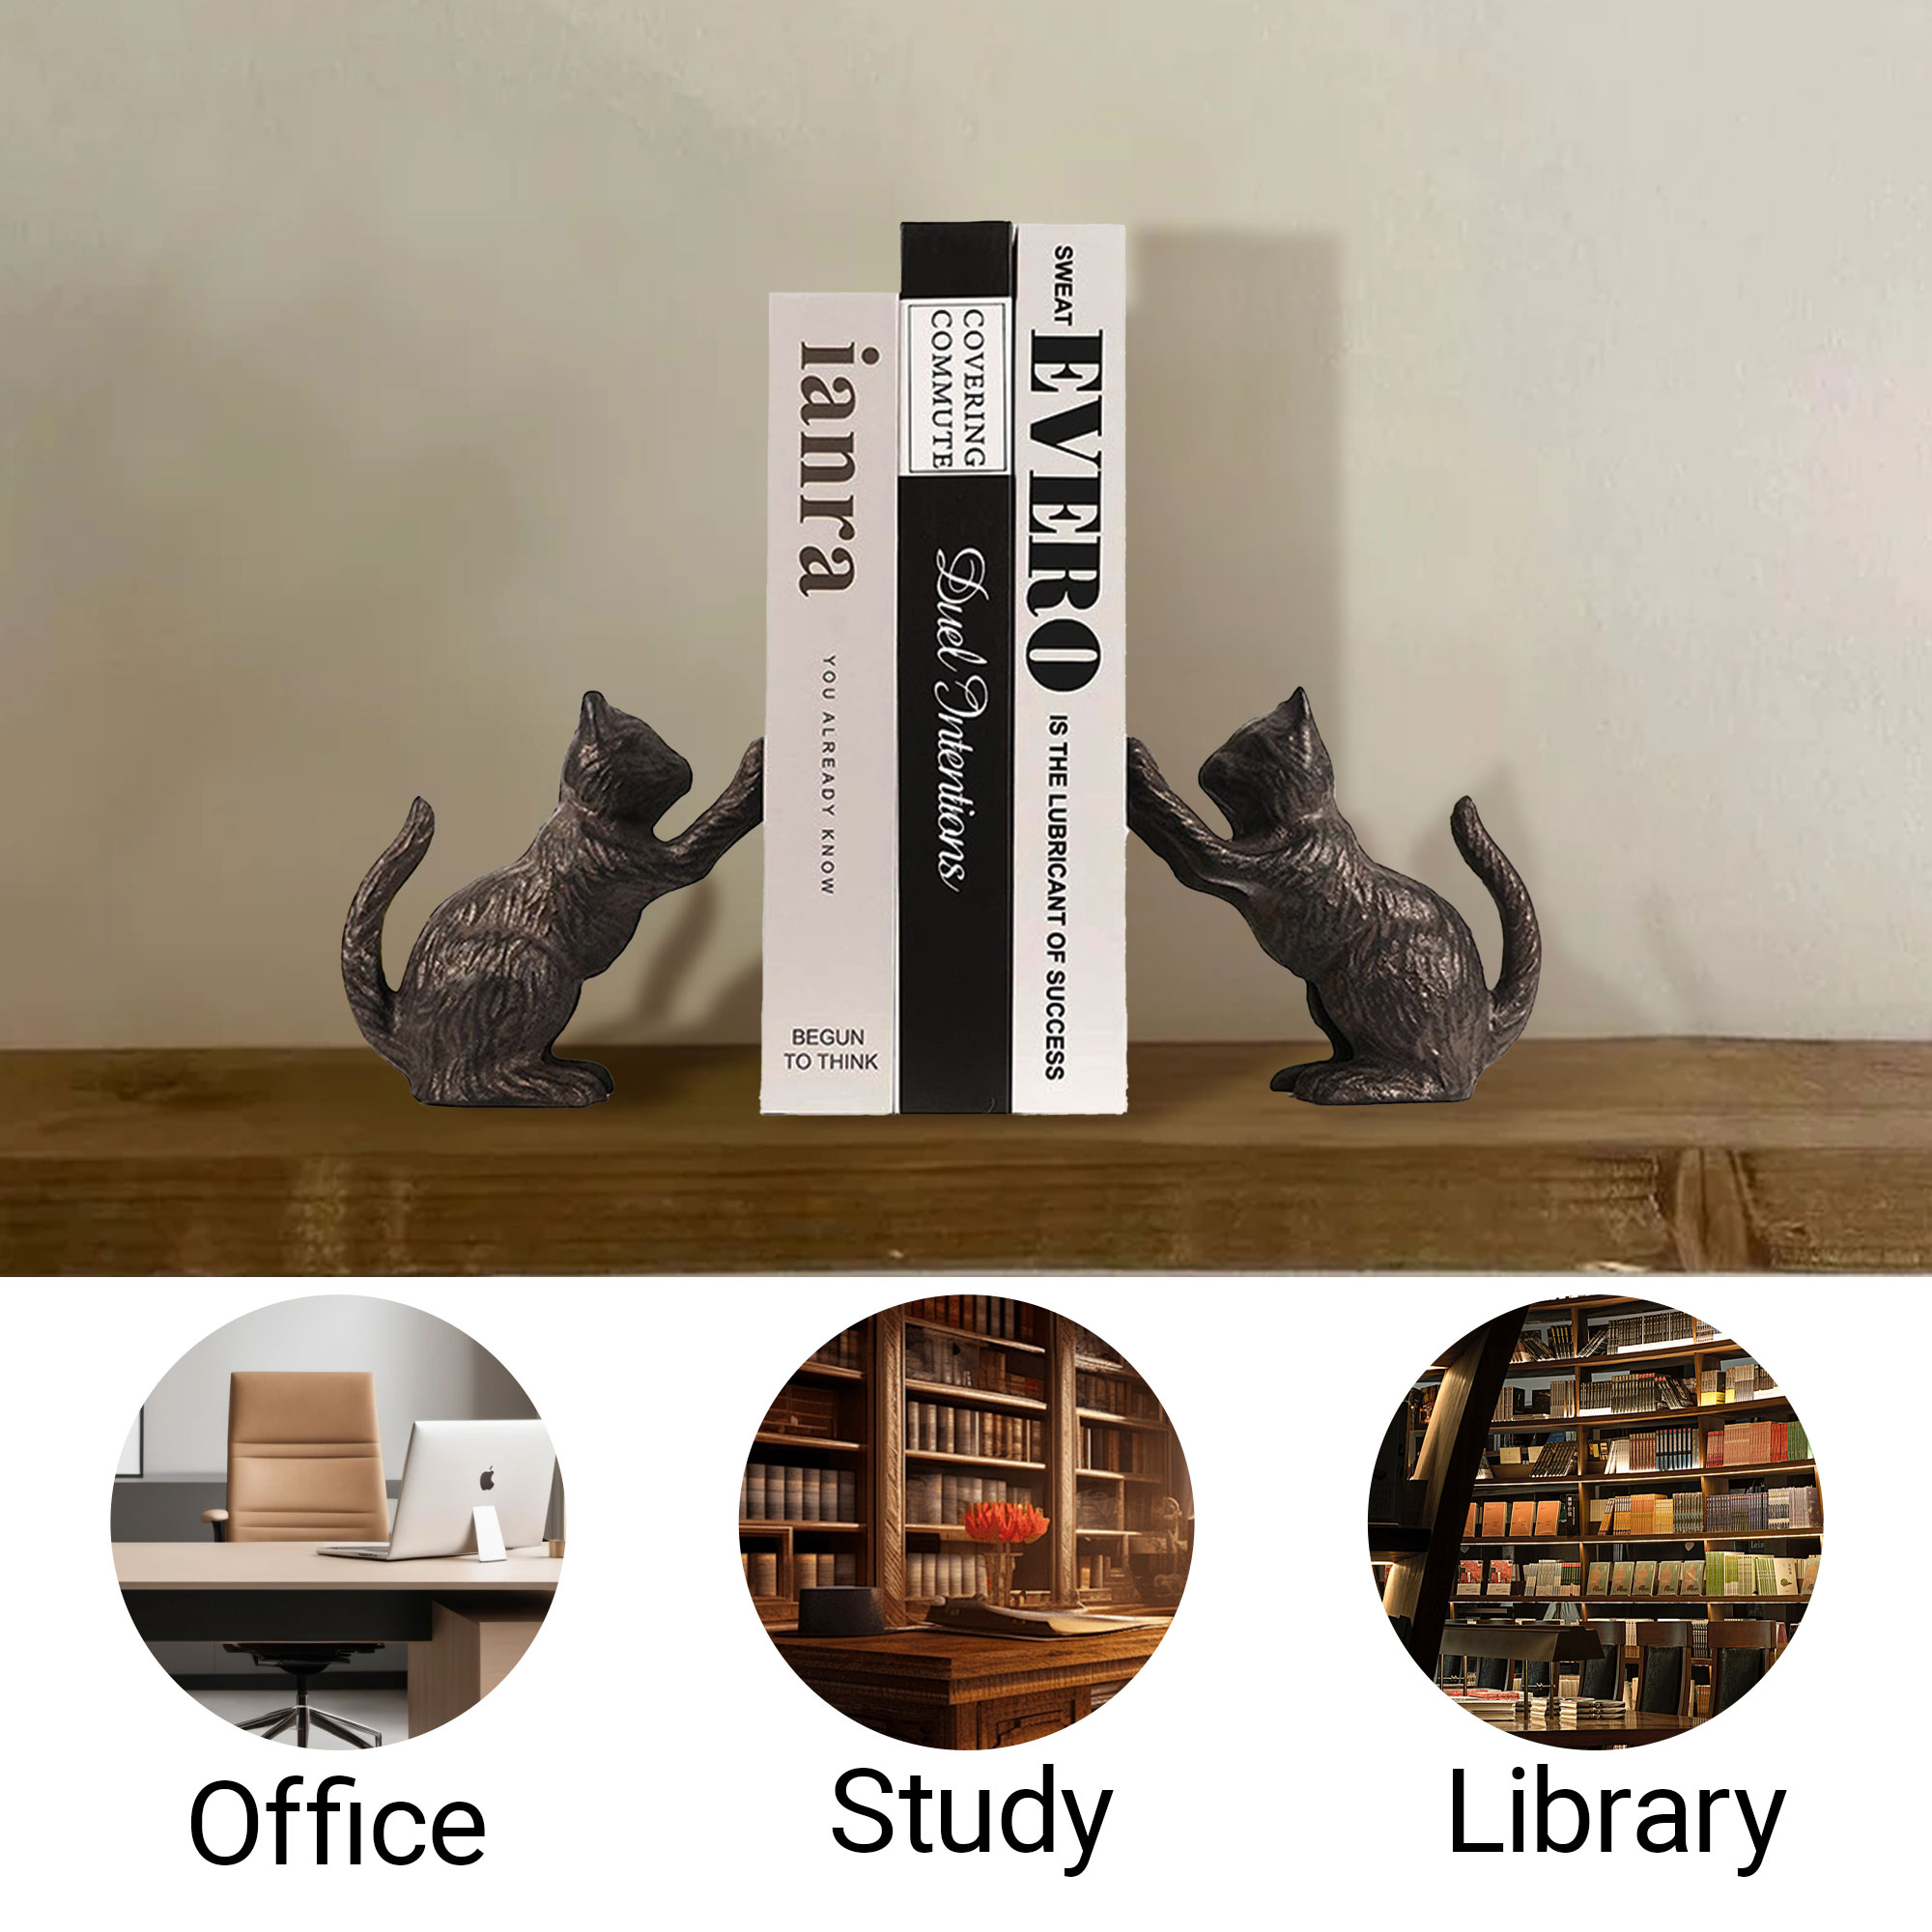 ianra
YOU ALREADY KNOW
BEGUN
TO THINK
COVERING
COMMUTE
Duel Intentions
SWEAT
EVERO
IS THE LUBRICANT OF SUCCESS
Office
Study
Library